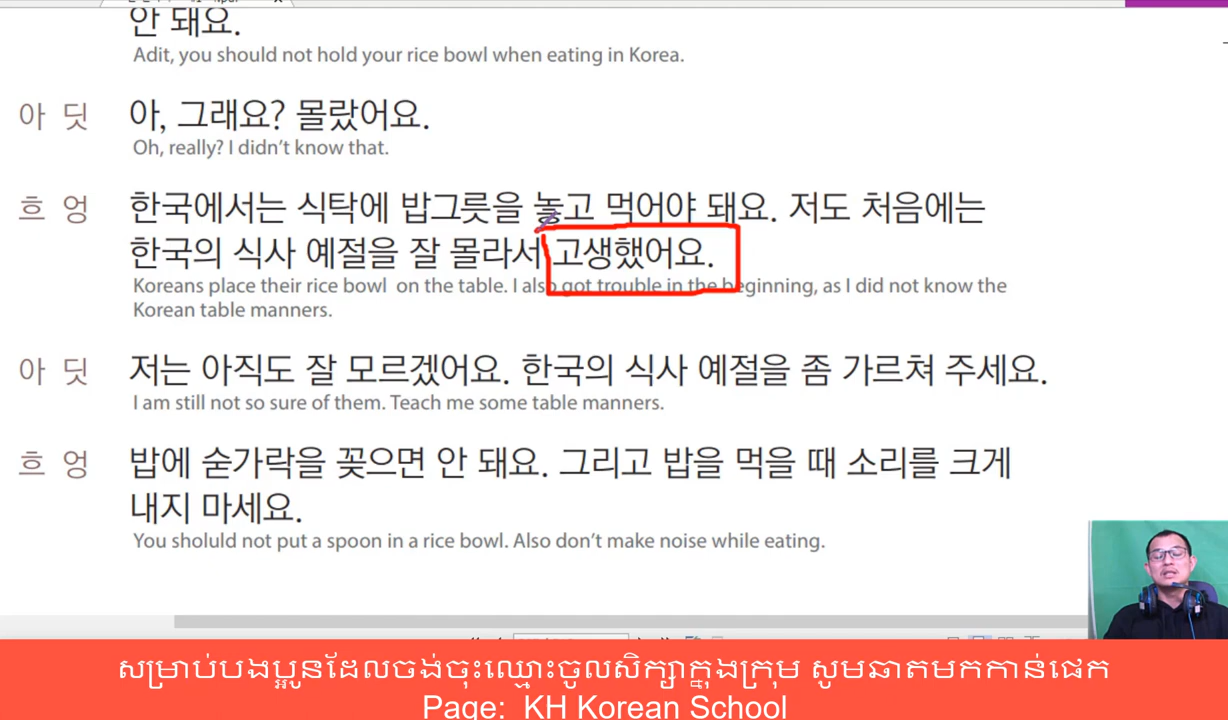 안 돼요.
Adit, you should not hold your rice bowl when eating in Korea.
아 딧 아, 그래요? 몰랐어요.
Oh, really? I didn't know that.
흐 엉 한국에서는 식탁에 밥그릇을 놓고 먹어야 돼요. 저도 처음에는
한국의 식사 예절을 잘 몰라서 고생했어요.
Koreans place their rice bowl on the table. I also got trouble in the beginning, as I did not know the
Korean table manners.
아 딧 저는 아직도 잘 모르겠어요. 한국의 식사 예절을 좀 가르쳐 주세요.
I am still not so sure of them. Teach me some table manners.
흐 엉 밥에 숟가락을 꽂으면 안 돼요. 그리고 밥을 먹을 때 소리를 크게
내지 마세요.
You sholuld not put a spoon in a rice bowl. Also don't make noise while eating.
សម្រាប់បងប្អូនដែលចង់ចុះឈ្មោះចូលសិក្សាក្នុងក្រុម សូមឆាតមកកាន់ផេក
Page: KH Korean School